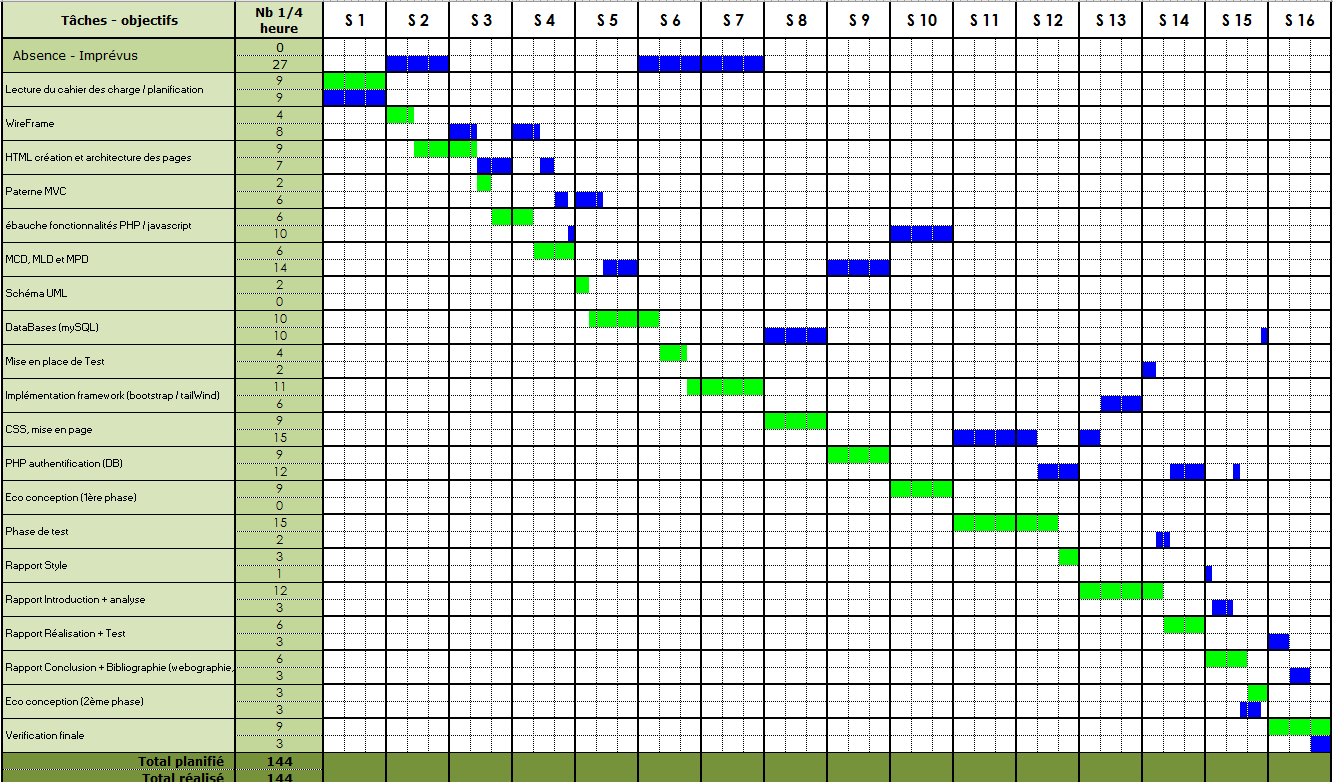 Tâches - objectifs
Nb 1/4
heure
S 1 S 2 S 3 S 4 S 5 S 6 S 7 S 8 S 9 S 10 S 11 S 12 S 13 S 14 S 15 S 16
Absence - Imprévus
0
27
Lecture du cahier des charge / planification
9
9
WireFrame
4
8
HTML création et architecture des pages
9
7
Paterne MVC
2
6
ébauche fonctionnalités PHP / javascript
6
10
MCD, MLD et MPD
6
14
Schéma UML
2
0
DataBases (mySQL)
10
10
Mise en place de Test
4
2
Implémentation framework (bootstrap / tailWind)
11
6
CSS, mise en page
9
15
PHP authentification (DB)
9
12
Eco conception (1ère phase)
9
0
Phase de test
15
2
Rapport Style
3
1
Rapport Introduction + analyse
12
3
Rapport Réalisation + Test
6
3
Rapport Conclusion + Bibliographie (webographie,
6
3
Eco conception (2ème phase)
3
3
Verification finale
9
3
Total planifié 144
Total réalisé 144